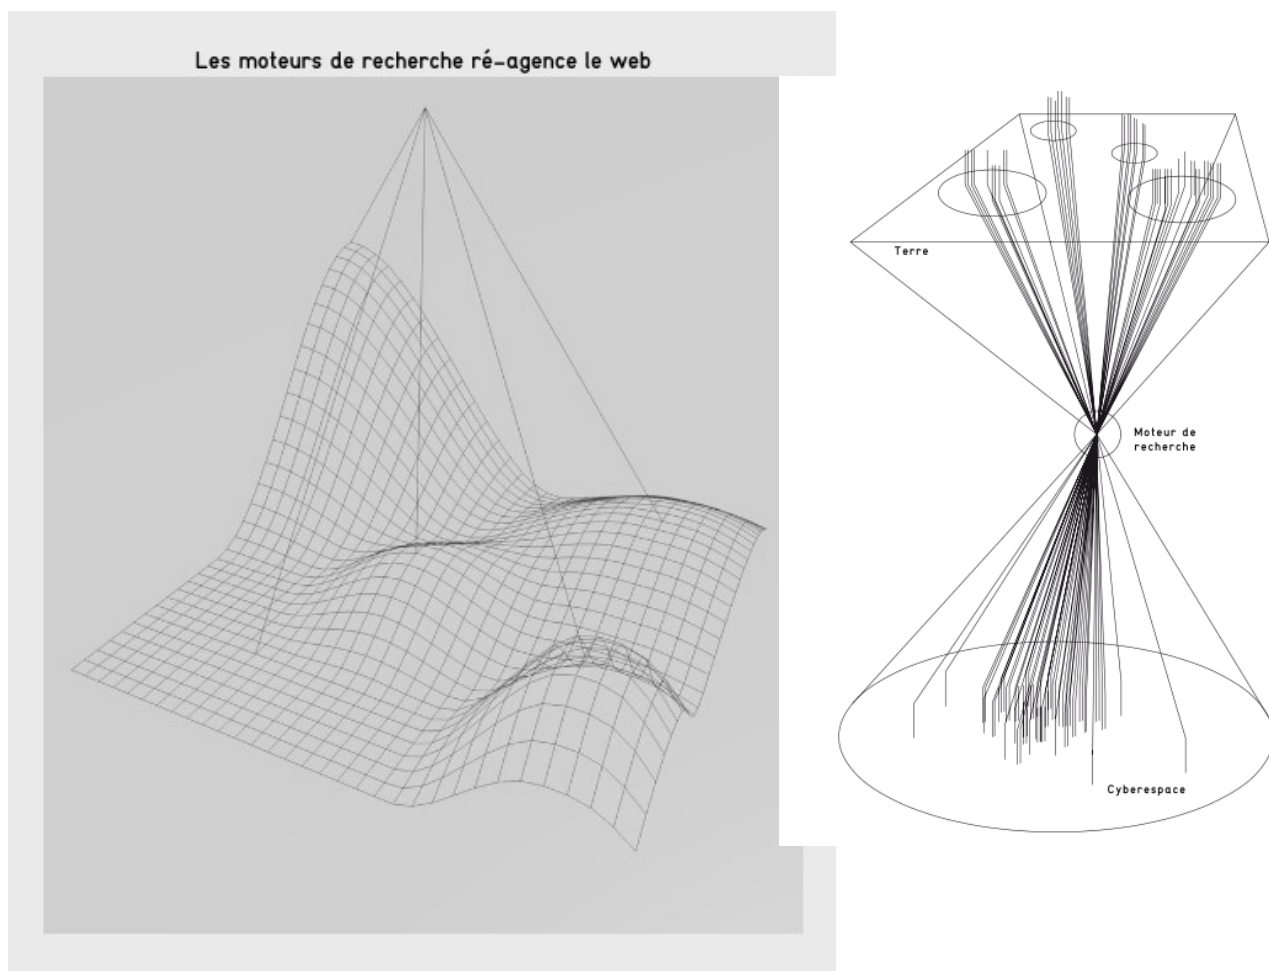 Les moteurs de recherche ré-agence le web
Terre
Moteur de
recherche
Cyberespace